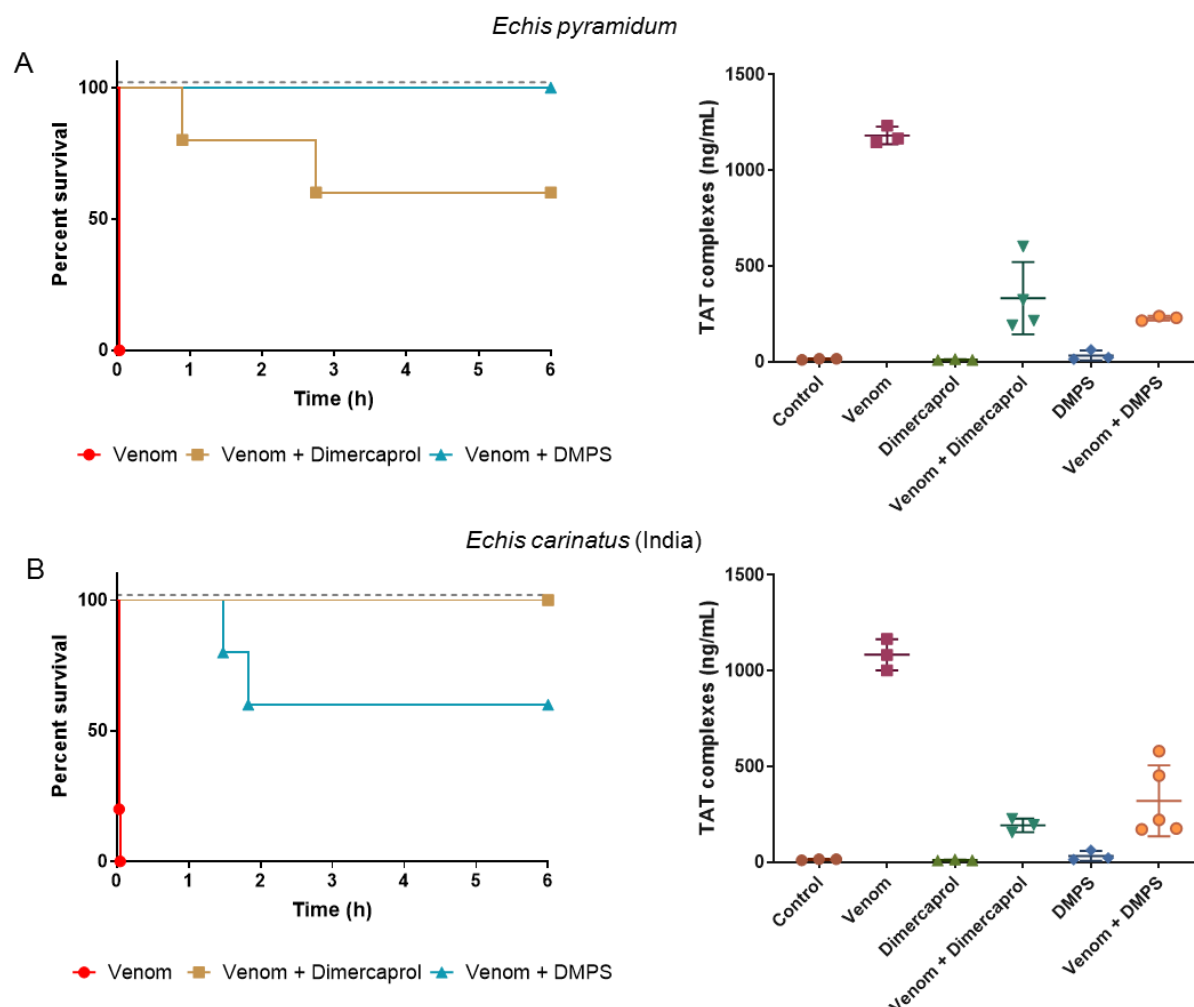 Echis pyramidum
A
Percent survival
100
50
0
0 1 2 3 4 5 6
Time (h)
Venom Venom + Dimercaprol Venom + DMPS
TAT complexes (ng/mL)
1500
1000
500
0
Control
Venom
Dimercaprol
Venom + Dimercaprol
DMPS
Venom + DMPS
Echis carinatus (India)
B
Percent survival
100
50
0
0 1 2 3 4 5 6
Time (h)
Venom Venom + Dimercaprol Venom + DMPS
TAT complexes (ng/mL)
1500
1000
500
0
Control
Venom
Dimercaprol
Venom + Dimercaprol
DMPS
Venom + DMPS